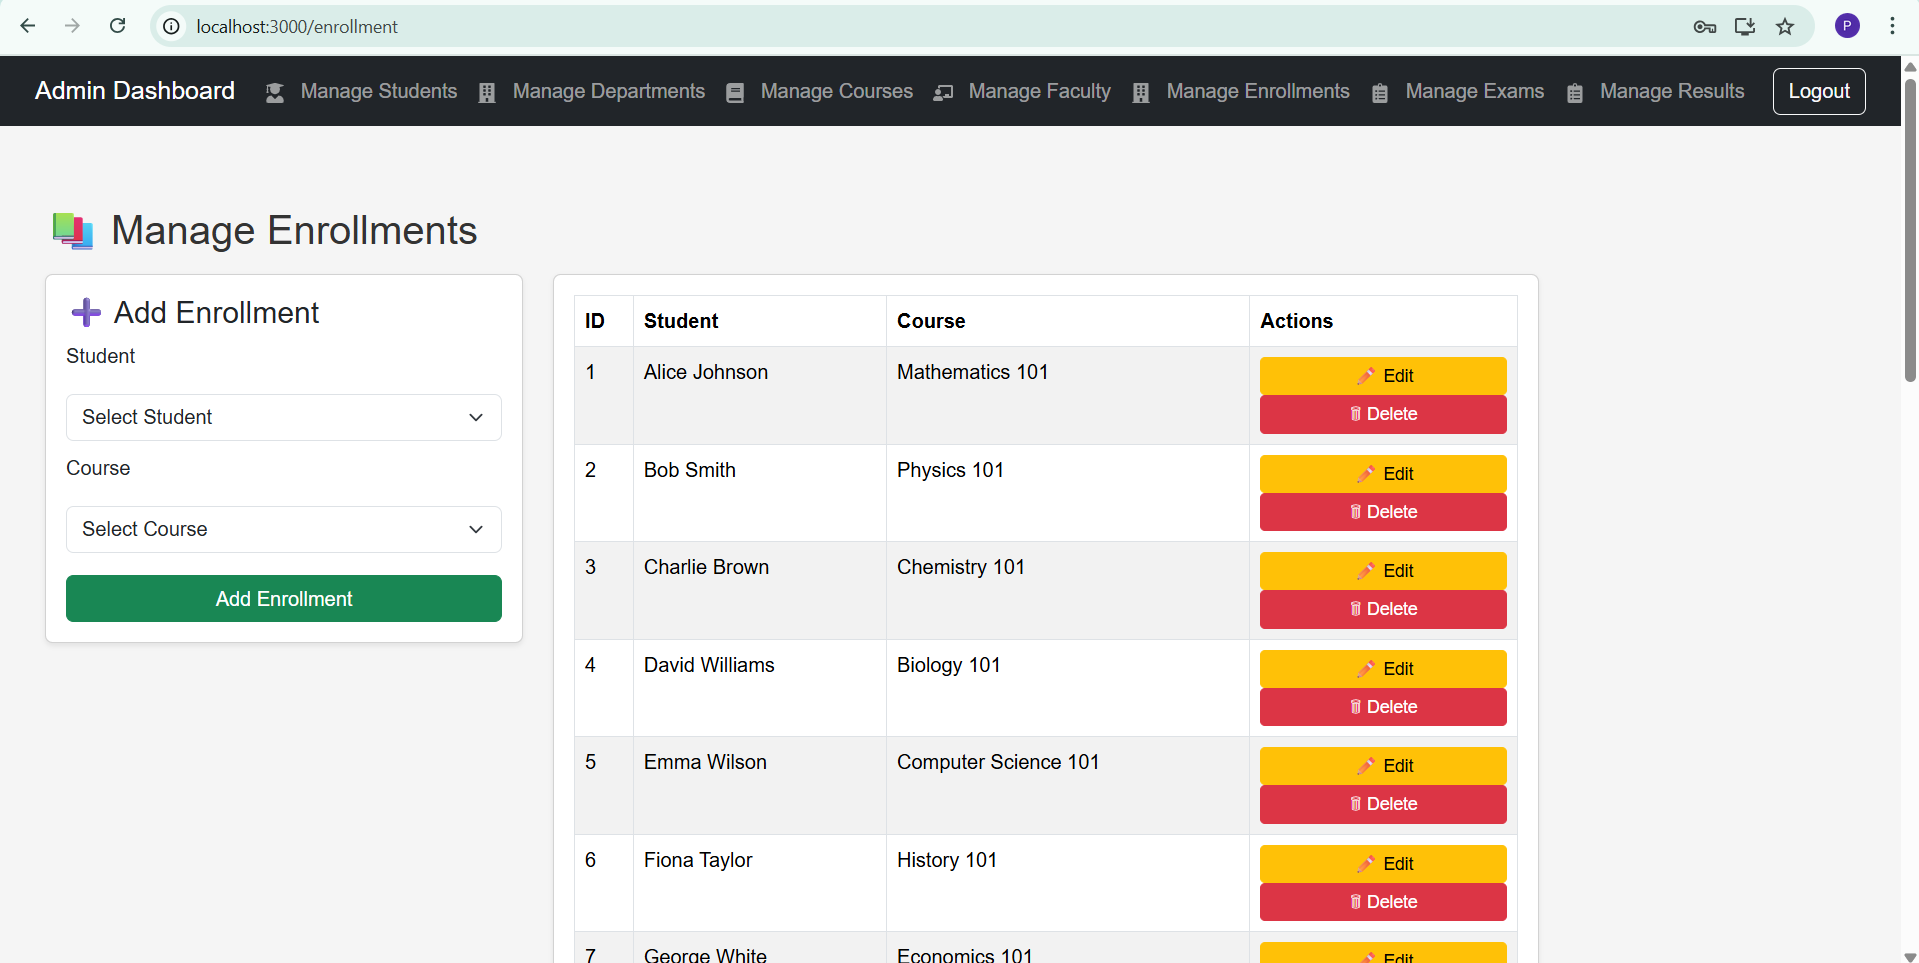 localhost:3000/enrollment
P
Admin Dashboard Manage Students Manage Departments Manage Courses Manage Faculty Manage Enrollments Manage Exams Manage Results Logout
Manage Enrollments
Add Enrollment
Student
Select Student
Course
Select Course
Add Enrollment
ID Student Course Actions
1 Alice Johnson Mathematics 101 Edit
Delete
2 Bob Smith Physics 101 Edit
Delete
3 Charlie Brown Chemistry 101 Edit
Delete
4 David Williams Biology 101 Edit
Delete
5 Emma Wilson Computer Science 101 Edit
Delete
6 Fiona Taylor History 101 Edit
Delete
7 George White Economics 101 Edit